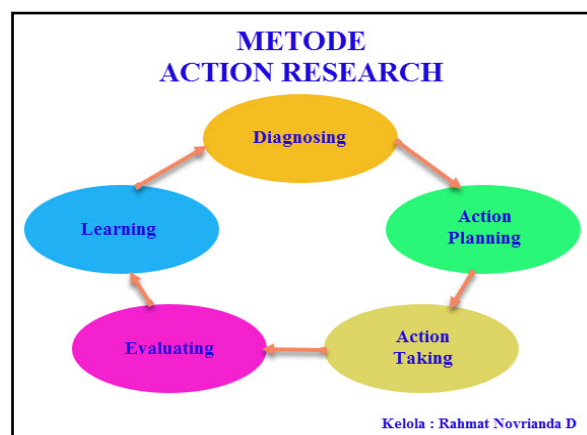 METODE
ACTION RESEARCH
Diagnosing
Action
Planning
Action
Taking
Evaluating
Learning
Kelola : Rahmat Novrianda D